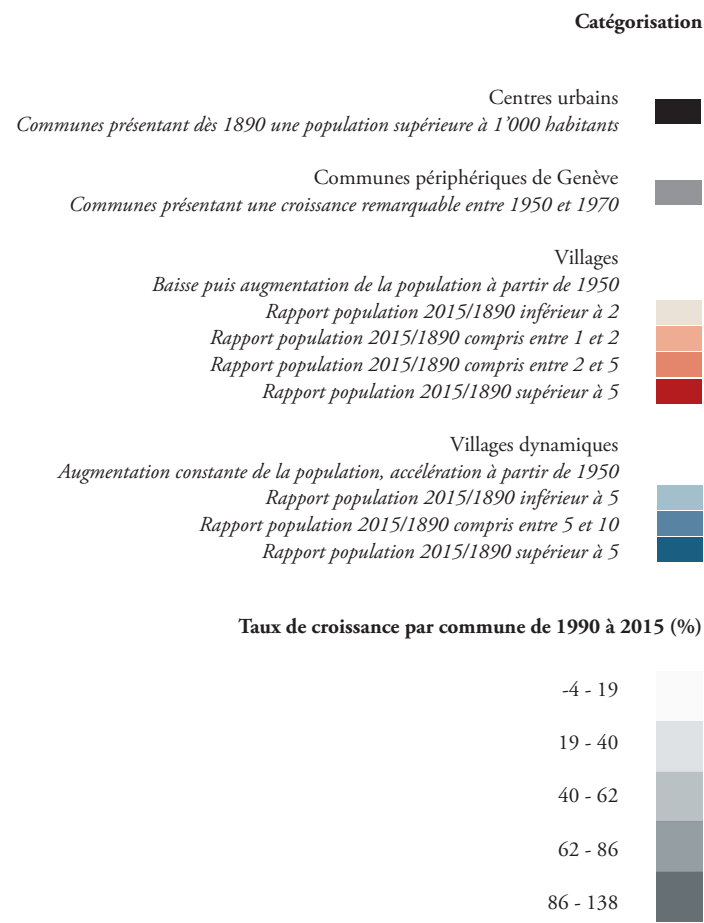 Catégorisation
Centres urbains
Communes présentant dès 1890 une population supérieure à 1’000 habitants
Communes périphériques de Genève
Communes présentant une croissance remarquable entre 1950 et 1970
Villages
Baisse puis augmentation de la population à partir de 1950
Rapport population 2015/1890 inférieur à 2
Rapport population 2015/1890 compris entre 1 et 2
Rapport population 2015/1890 compris entre 2 et 5
Rapport population 2015/1890 supérieur à 5
Villages dynamiques
Augmentation constante de la population, accélération à partir de 1950
Rapport population 2015/1890 inférieur à 5
Rapport population 2015/1890 compris entre 5 et 10
Rapport population 2015/1890 supérieur à 5
Taux de croissance par commune de 1990 à 2015 (%)
-4 - 19
19 - 40
40 - 62
62 - 86
86 - 138